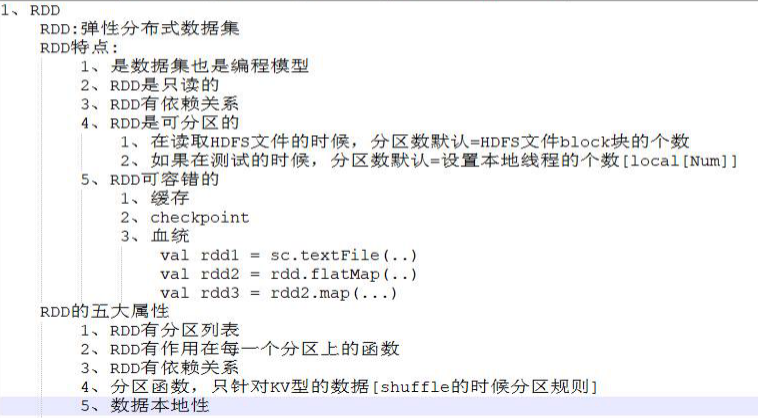 1、RDD
RDD:弹性分布式数据集
RDD特点:
1、是数据集也是编程模型
2、RDD是只读的
3、RDD有依赖关系
4、RDD是可分区的
1、在读取HDFS文件的时候，分区数默认=HDFS文件block块的个数
2、如果在测试的时候，分区数默认=设置本地线程的个数[local[Num]]
5、RDD可容错的
1、缓存
2、checkpoint
3、血统
val rdd1 = sc.textFile(..)
val rdd2 = rdd.flatMap(..)
val rdd3 = rdd2.map(...)
RDD的五大属性
1、RDD有分区列表
2、RDD有作用在每一个分区上的函数
3、RDD有依赖关系
4、分区函数，只针对KV型的数据[shuffle的时候分区规则]
5、数据本地性